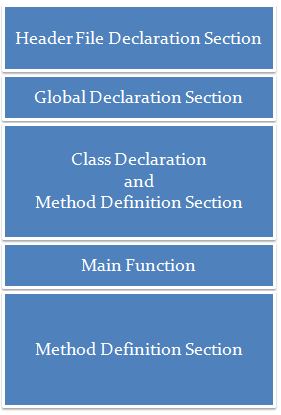 Header File Declaration Section
Global Declaration Section
Class Declaration
and
Method Definition Section
Main Function
Method Definition Section